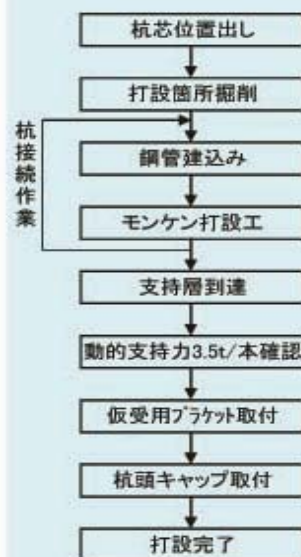 杭芯位置出し
打設箇所掘削
杭接続作業
鋼管建込み
モンケン打設工
支持層到達
動的支持力3.5t/本確認
仮受用ブラケット取付
杭頭キャップ取付
打設完了